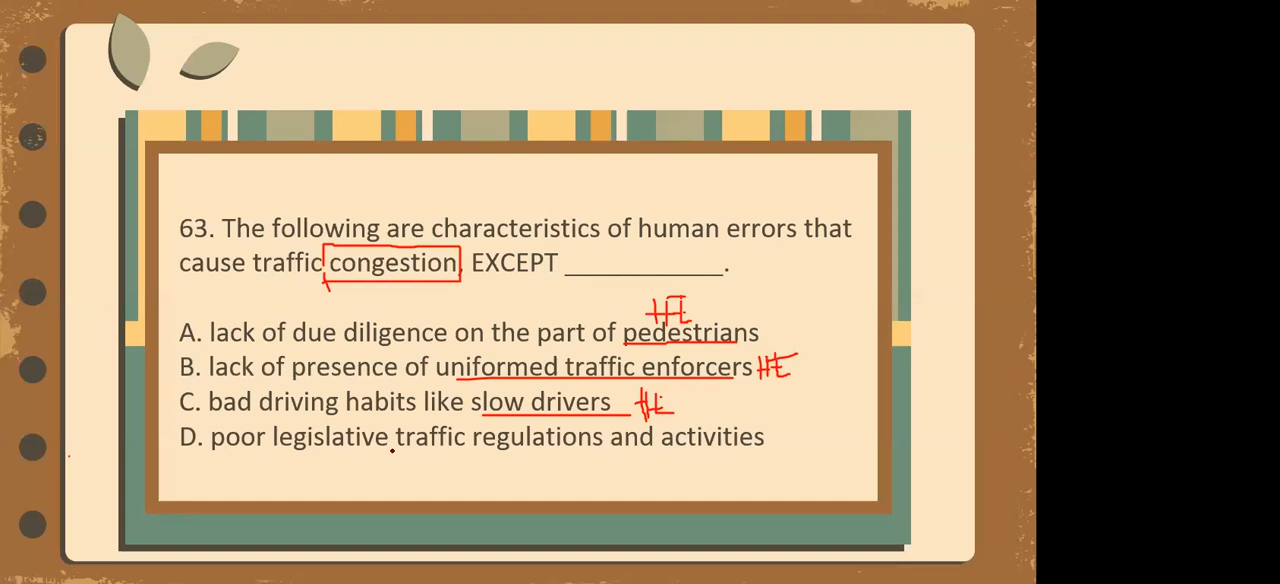 63. The following are characteristics of human errors that
cause traffic congestion, EXCEPT ____________.
HE
A. lack of due diligence on the part of pedestrians
B. lack of presence of uniformed traffic enforcers HE
C. bad driving habits like slow drivers HE
D. poor legislative traffic regulations and activities